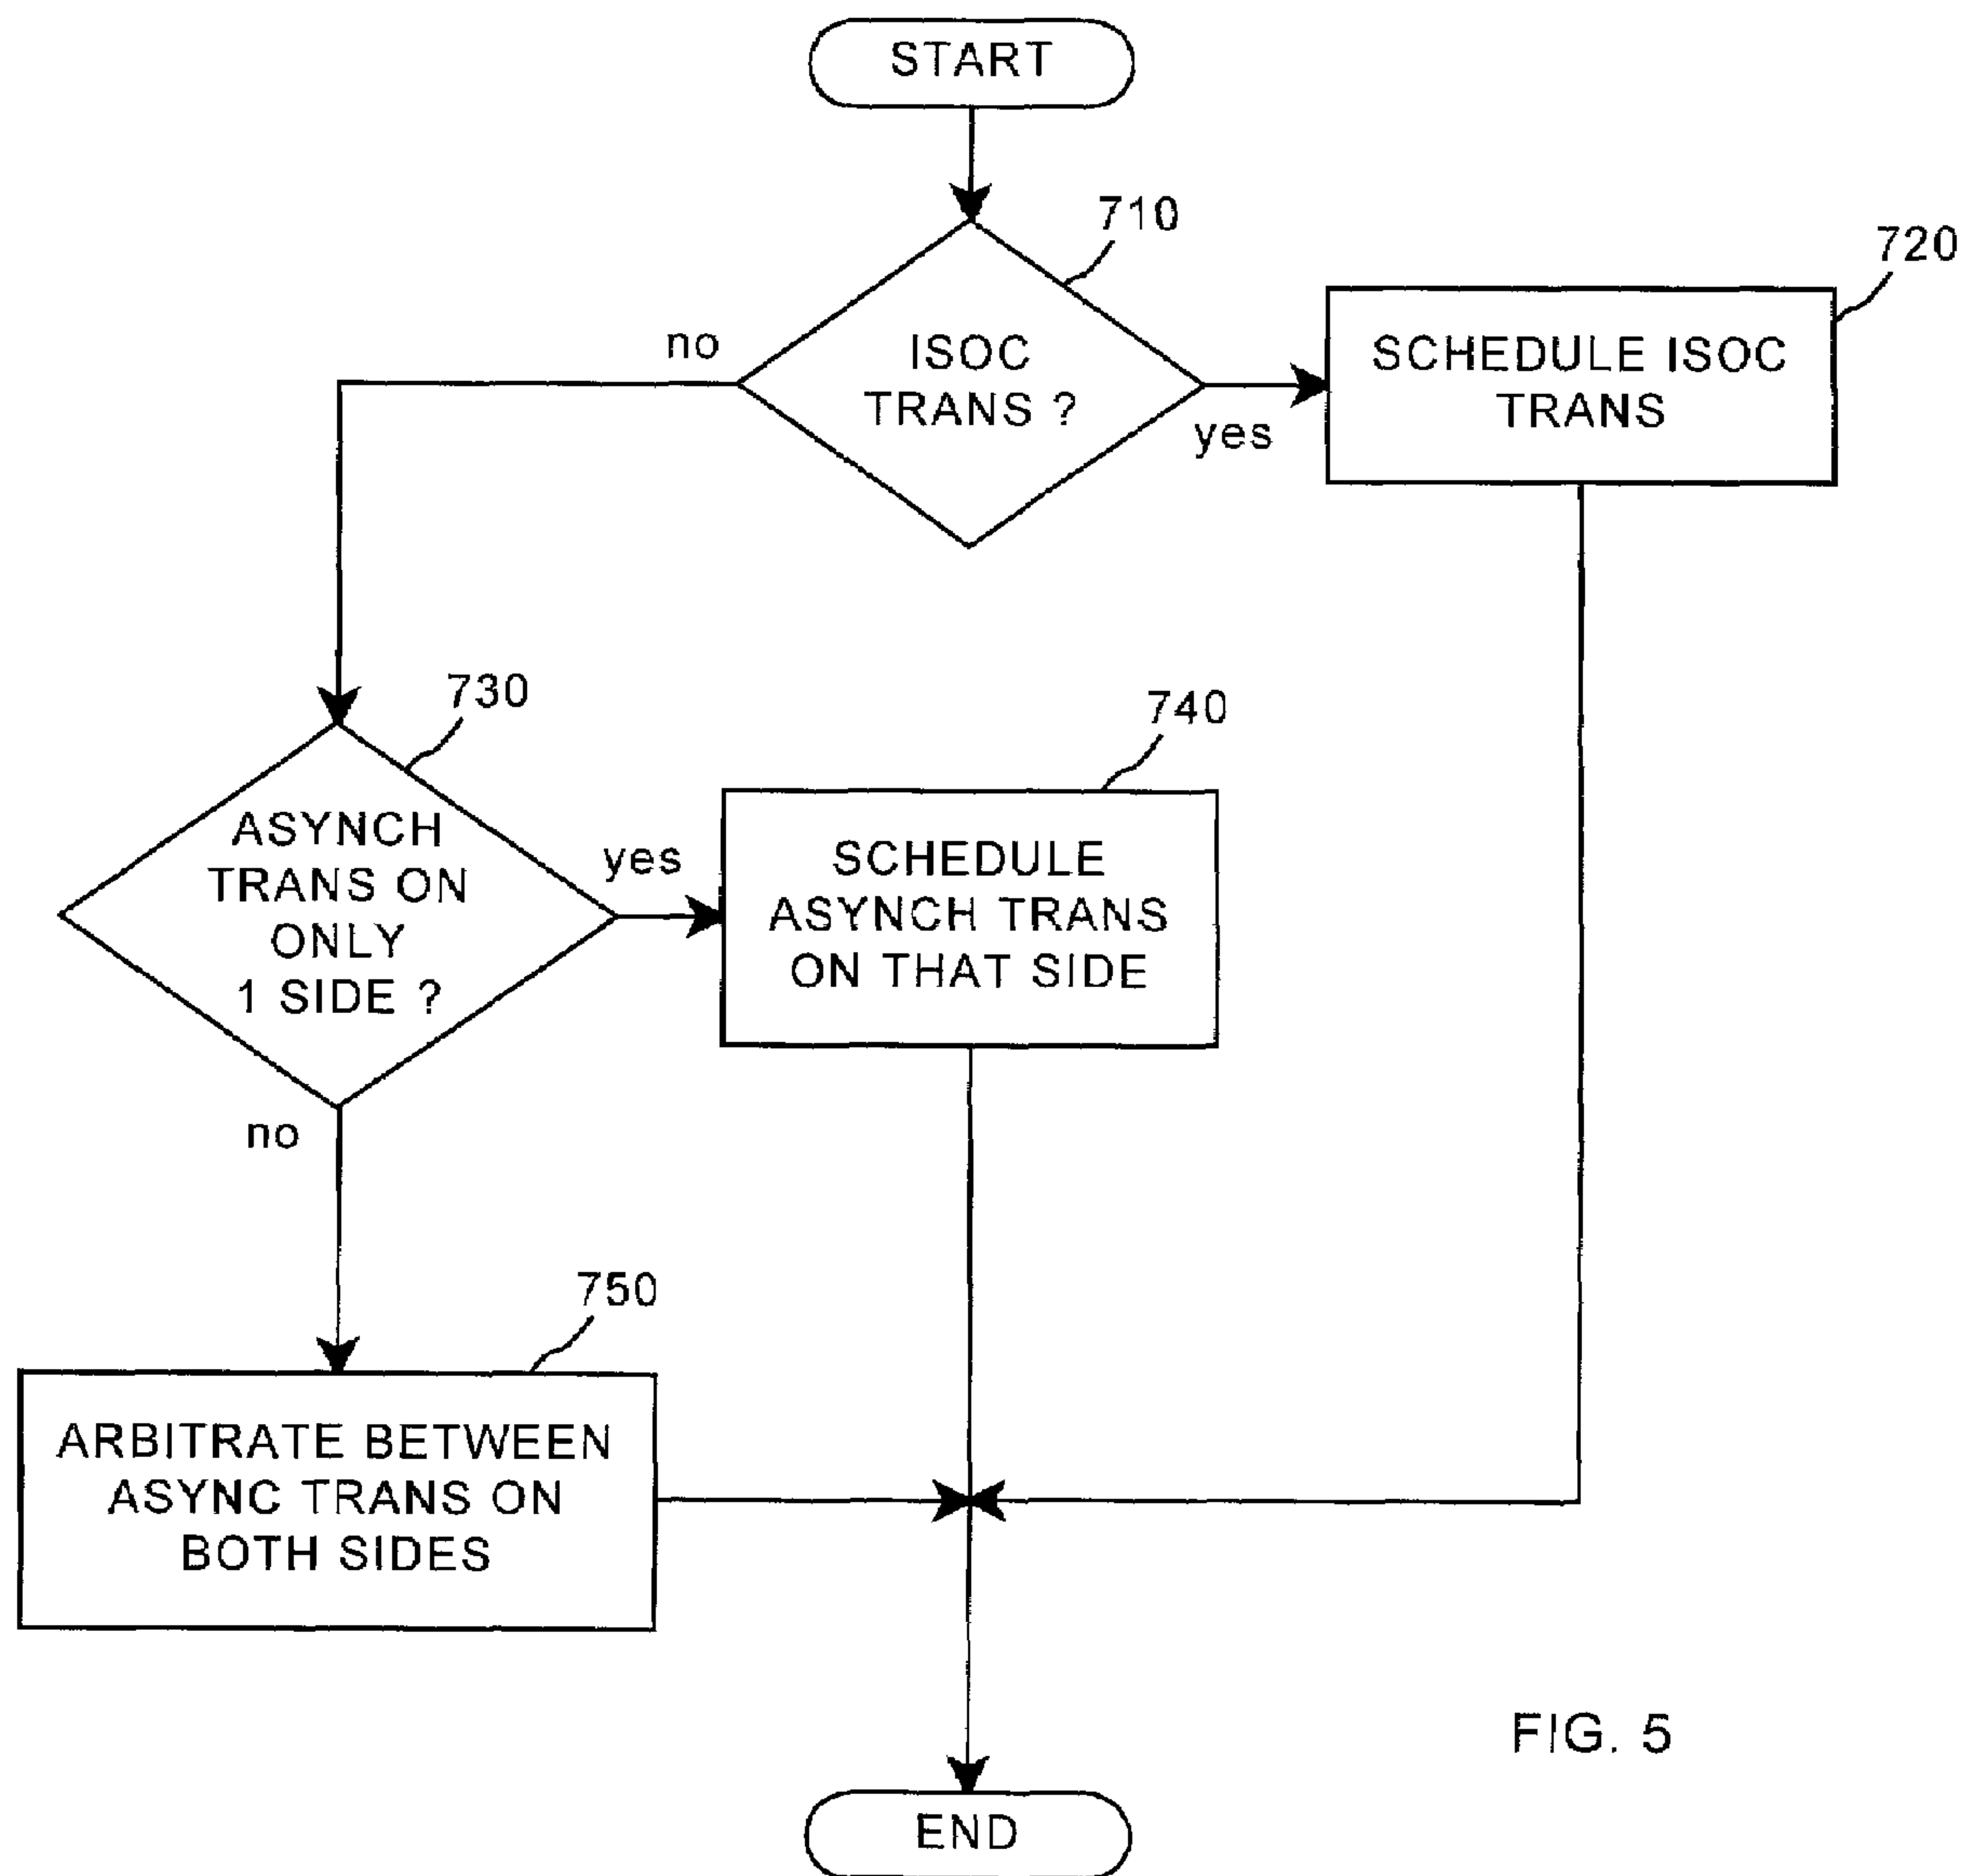 START
710
ISOC
TRANS ?
no
yes
720
SCHEDULE ISOC
TRANS
730
ASYNCH
TRANS ON
ONLY
1 SIDE ?
yes
no
740
SCHEDULE
ASYNCH TRANS
ON THAT SIDE
750
ARBITRATE BETWEEN
ASYNC TRANS ON
BOTH SIDES
END
FIG. 5